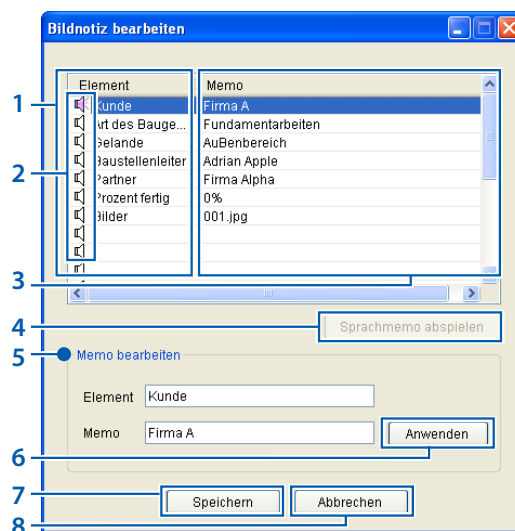 Bildnotiz bearbeiten
Element Memo
Kunde Firma A
Art des Bauge... Fundamentarbeiten
Gelande AuBenbereich
Baustellenleiter Adrian Apple
Partner Firma Alpha
Prozent fertig 0%
Bilder 001.jpg
1
2
3
4
Sprachmemo abspielen
5
Memo bearbeiten
Element Kunde
Memo Firma A Anwenden
6
7
Speichern Abbrechen
8